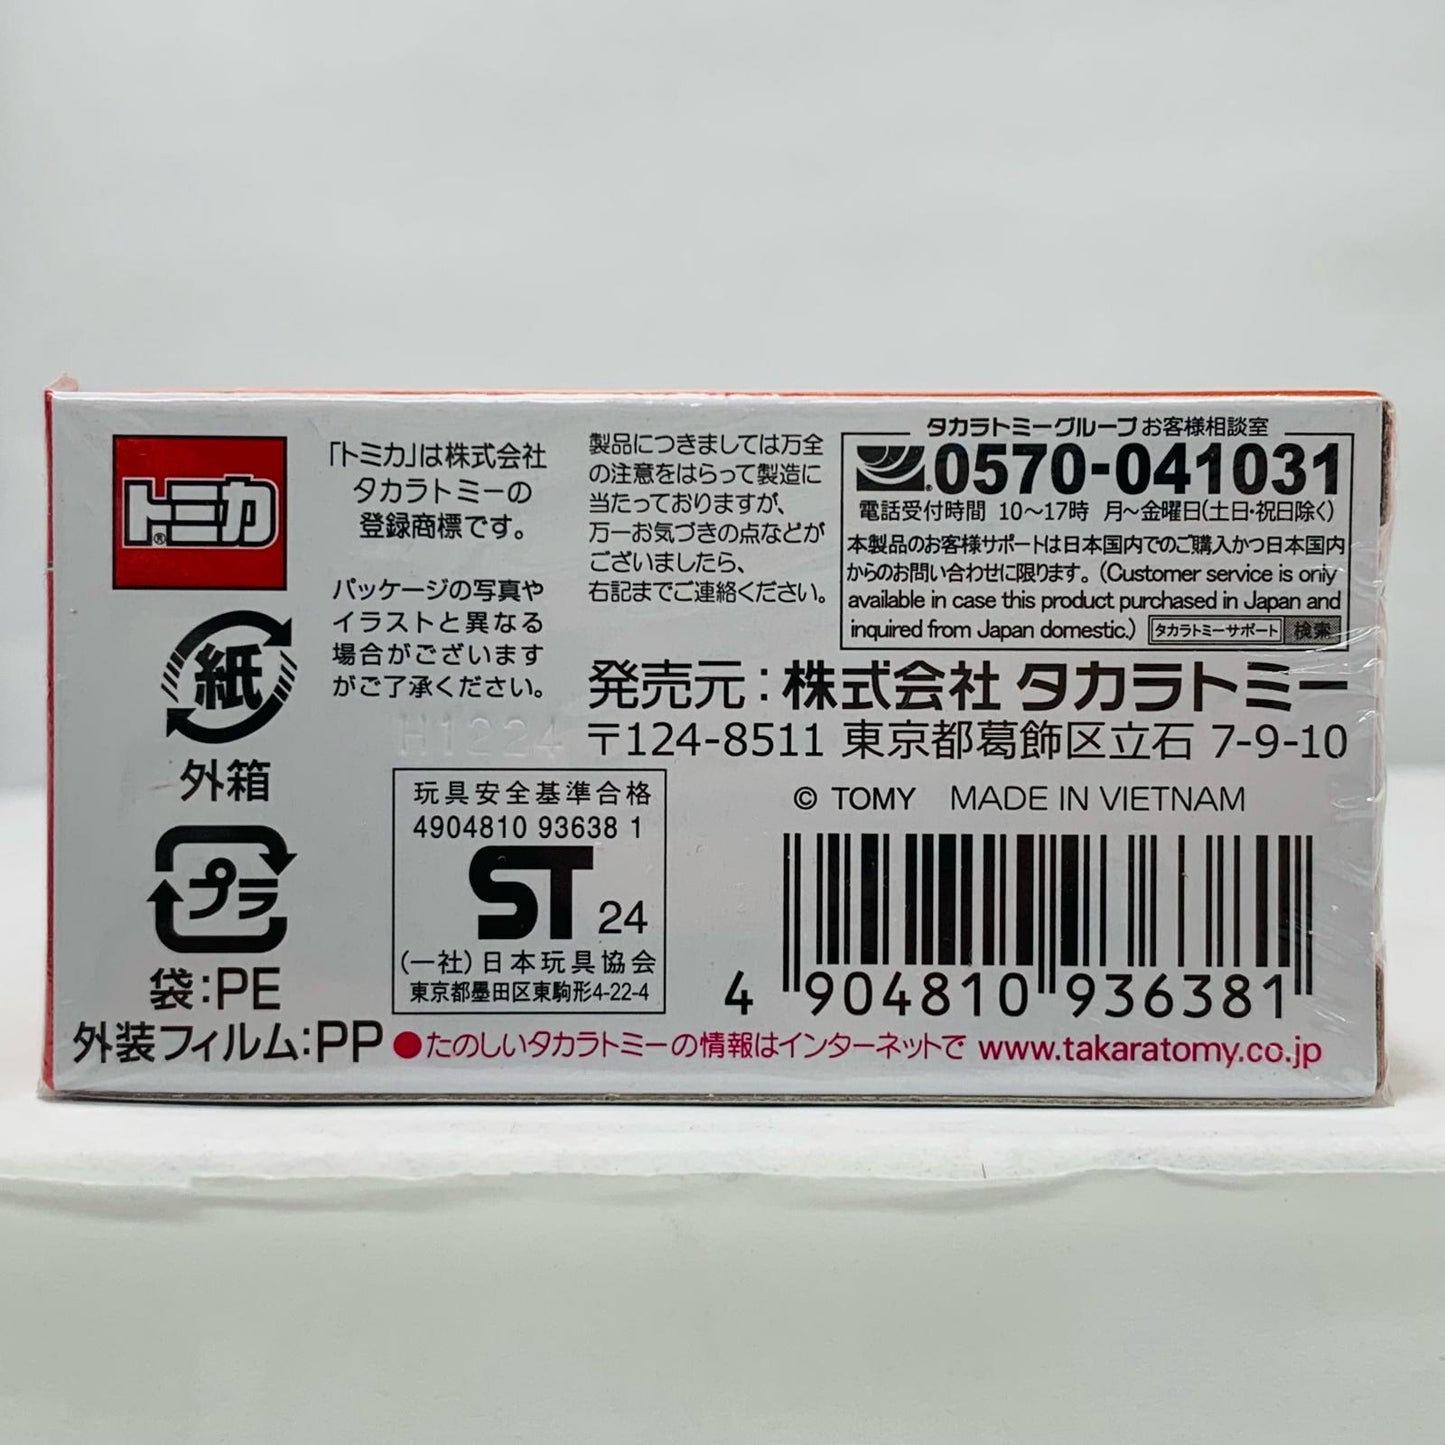 トミカ®
「トミカ」は株式会社
タカラトミーの
登録商標です。
パッケージの写真や
イラストと異なる
場合がございます
がご了承ください。
H1224
紙
外箱
プラ
袋:PE
外装フィルム:PP
製品につきましては万全
の注意をはらって製造に
当たっておりますが、
万一お気づきの点などが
ございましたら、
右記までご連絡ください。
タカラトミーグループお客様相談室
0570-041031
電話受付時間 10〜17時 月〜金曜日(土日・祝日除く)
本製品のお客様サポートは日本国内でのご購入かつ日本国内
からのお問い合わせに限ります。(Customer service is only
available in case this product purchased in Japan and
inquired from Japan domestic.) タカラトミーサポート 検索
発売元:株式会社 タカラトミー
〒124-8511 東京都葛飾区立石 7-9-10
© TOMY MADE IN VIETNAM
玩具安全基準合格
4904810 93638 1
ST 24
(一社)日本玩具協会
東京都墨田区東駒形4-22-4
4 904810 936381
●たのしいタカラトミーの情報はインターネットで www.takaratomy.co.jp